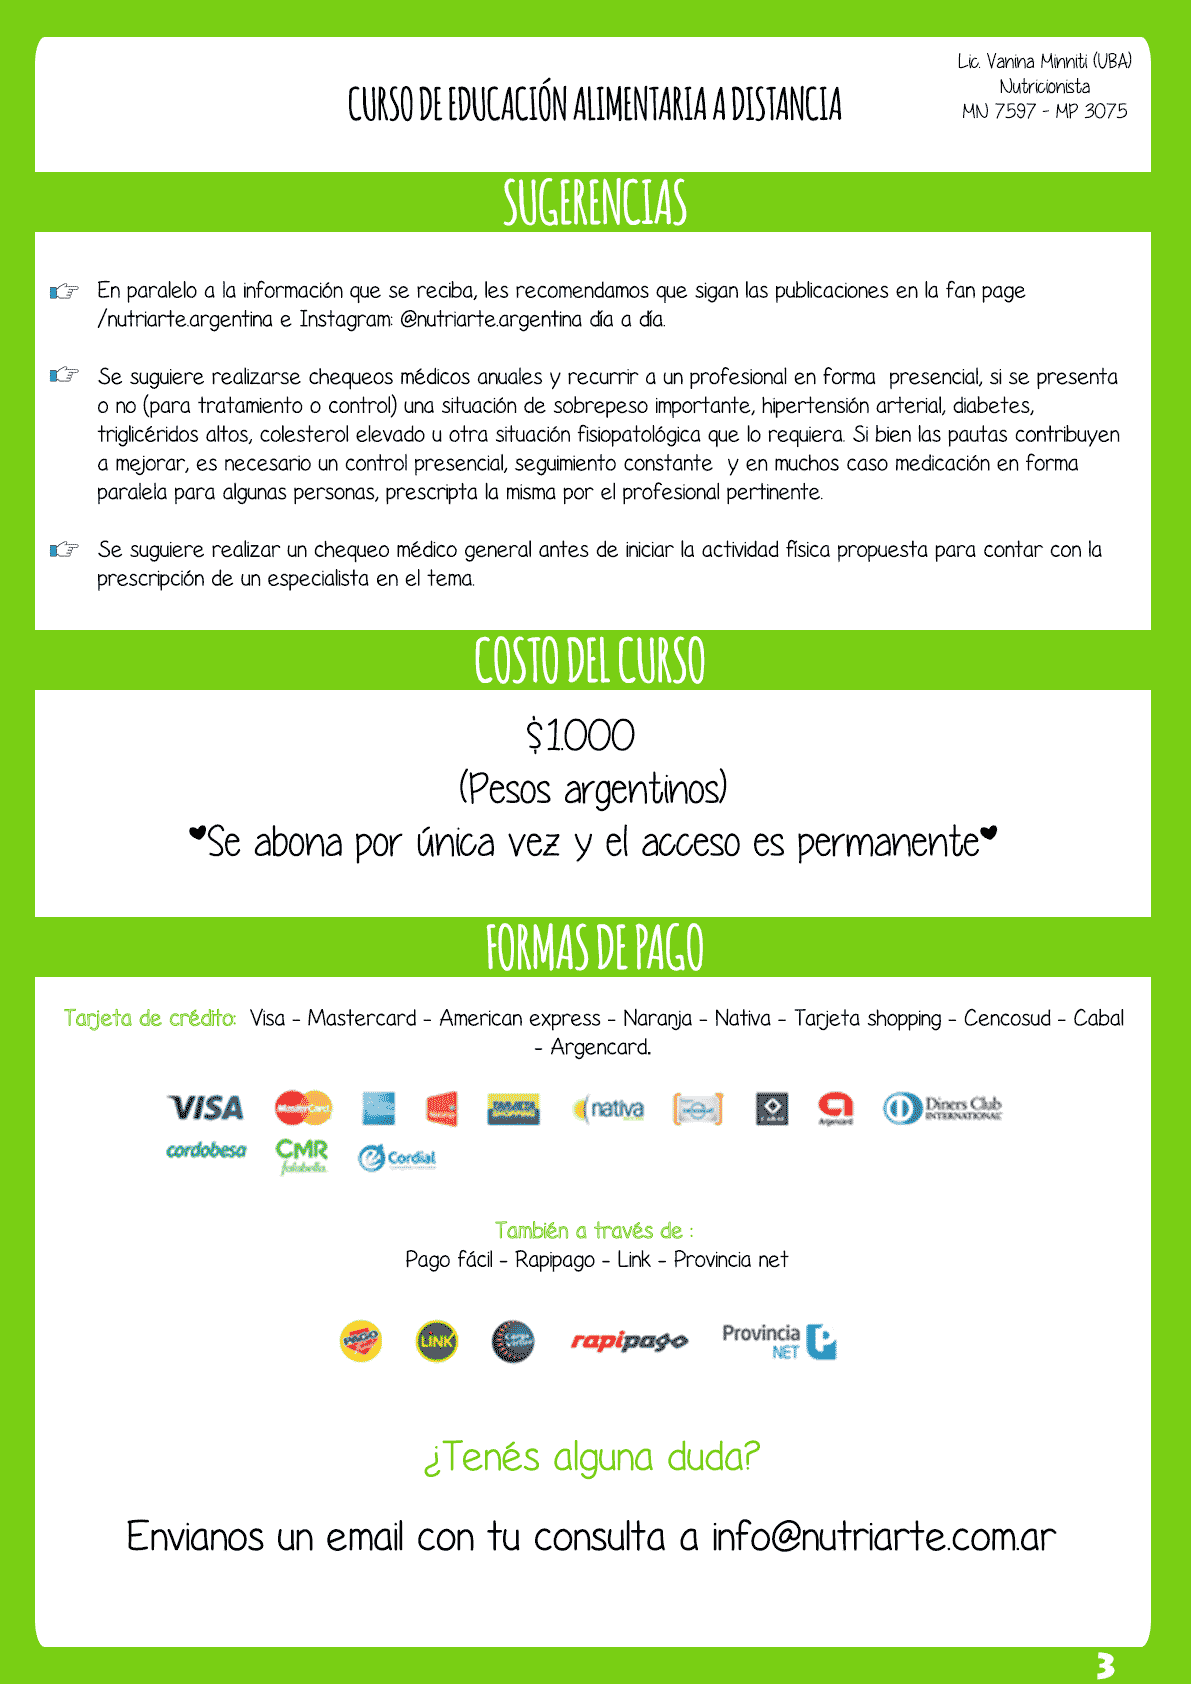 Lic. Vanina Minniti (UBA)
Nutricionista
MN 7597 - MP 3075
CURSO DE EDUCACIÓN ALIMENTARIA A DISTANCIA
SUGERENCIAS
En paralelo a la información que se reciba, les recomendamos que sigan las publicaciones en la fan page
/nutriarte.argentina e Instagram: @nutriarte.argentina día a día.
Se suguiere realizarse chequeos médicos anuales y recurrir a un profesional en forma presencial, si se presenta
o no (para tratamiento o control) una situación de sobrepeso importante, hipertensión arterial, diabetes,
triglicéridos altos, colesterol elevado u otra situación fisiopatológica que lo requiera. Si bien las pautas contribuyen
a mejorar, es necesario un control presencial, seguimiento constante y en muchos caso medicación en forma
paralela para algunas personas, prescripta la misma por el profesional pertinente.
Se suguiere realizar un chequeo médico general antes de iniciar la actividad física propuesta para contar con la
prescripción de un especialista en el tema.
COSTO DEL CURSO
$1.000
(Pesos argentinos)
♥Se abona por única vez y el acceso es permanente♥
FORMAS DE PAGO
Tarjeta de crédito: Visa - Mastercard - American express - Naranja - Nativa - Tarjeta shopping - Cencosud - Cabal
- Argencard.
VISA MasterCard nativa Argencard Diners Club INTERNATIONAL
cordobesa CMR falabella Cordial
También a través de :
Pago fácil - Rapipago - Link - Provincia net
PAGO LINK rapipago Provincia NET
¿Tenés alguna duda?
Envianos un email con tu consulta a info@nutriarte.com.ar
3